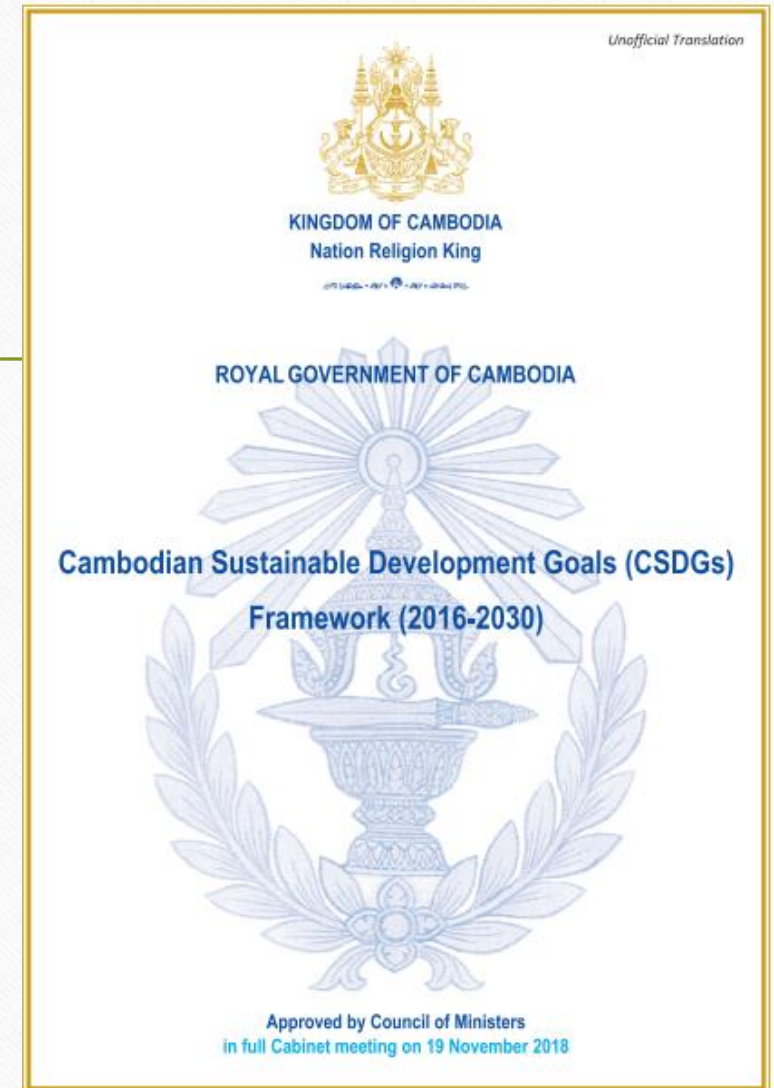 Unofficial Translation
KINGDOM OF CAMBODIA
Nation Religion King
ROYAL GOVERNMENT OF CAMBODIA
Cambodian Sustainable Development Goals (CSDGs)
Framework (2016-2030)
Approved by Council of Ministers
in full Cabinet meeting on 19 November 2018